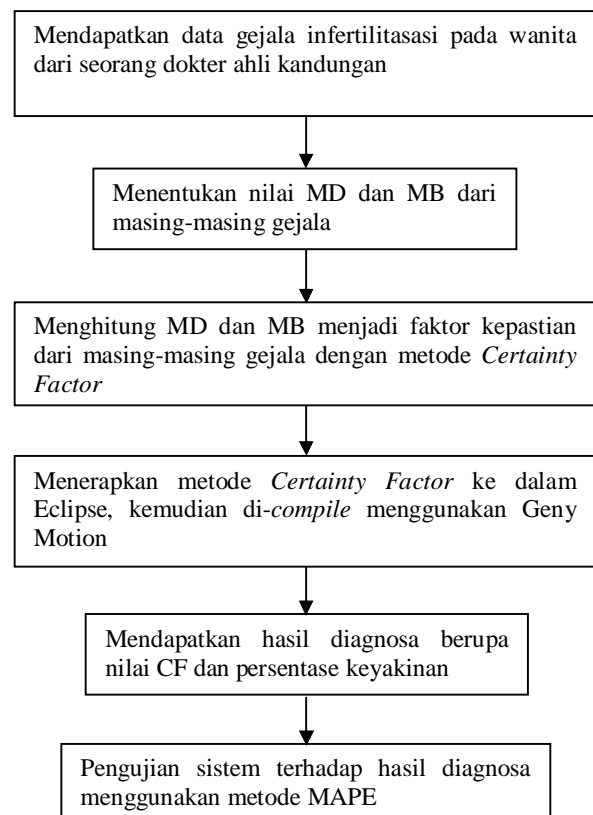 Mendapatkan data gejala infertilitasasi pada wanita
dari seorang dokter ahli kandungan
Menentukan nilai MD dan MB dari
masing-masing gejala
Menghitung MD dan MB menjadi faktor kepastian
dari masing-masing gejala dengan metode Certainty
Factor
Menerapkan metode Certainty Factor ke dalam
Eclipse, kemudian di-compile menggunakan Geny
Motion
Mendapatkan hasil diagnosa berupa
nilai CF dan persentase keyakinan
Pengujian sistem terhadap hasil diagnosa
menggunakan metode MAPE